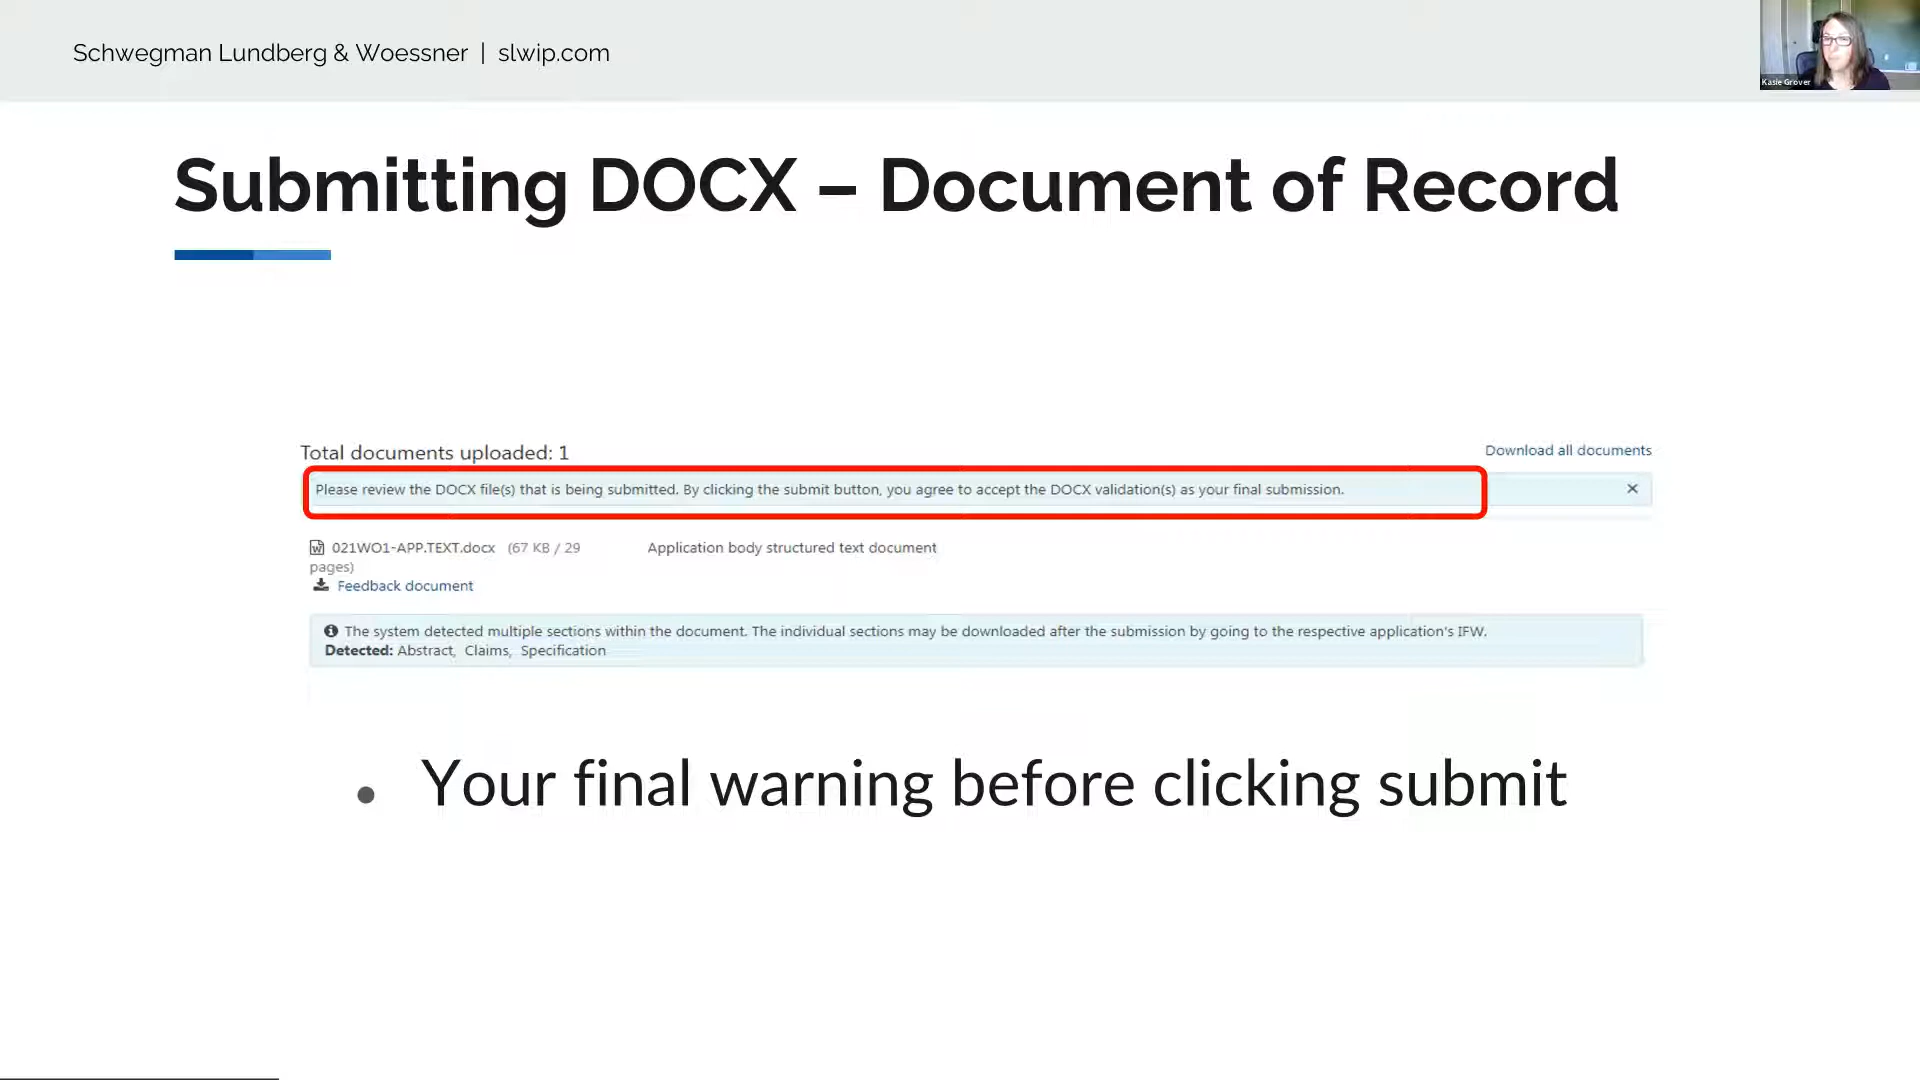 Schwegman Lundberg & Woessner | slwip.com
Kasie Grover
Submitting DOCX – Document of Record
Total documents uploaded: 1
Download all documents
Please review the DOCX file(s) that is being submitted. By clicking the submit button, you agree to accept the DOCX validation(s) as your final submission.
021WO1-APP.TEXT.docx (67 KB / 29 pages)
Application body structured text document
Feedback document
The system detected multiple sections within the document. The individual sections may be downloaded after the submission by going to the respective application's IFW.
Detected: Abstract, Claims, Specification
• Your final warning before clicking submit